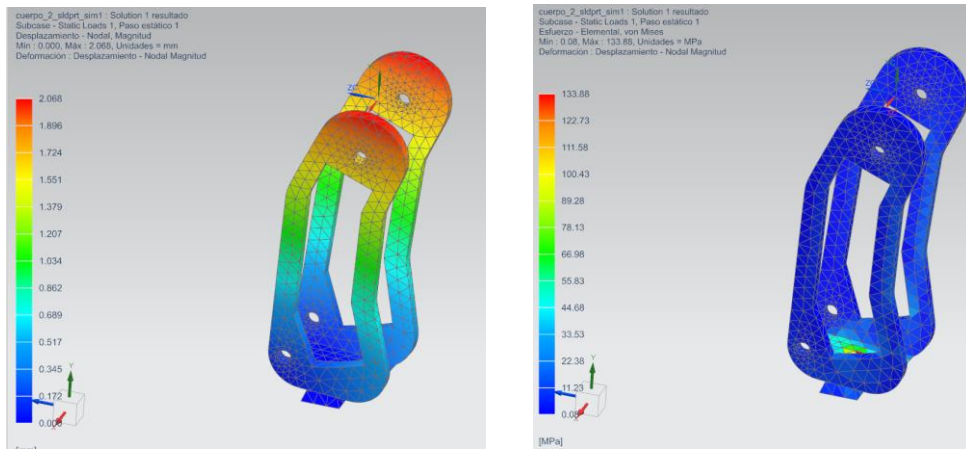 cuerpo_2_sldprt_sim1 : Solution 1 resultado
Subcase - Static Loads 1, Paso estático 1
Desplazamiento - Nodal, Magnitud
Mín : 0.000, Máx : 2.068, Unidades = mm
Deformación : Desplazamiento - Nodal Magnitud
2.068
1.896
1.724
1.551
1.379
1.207
1.034
0.862
0.689
0.517
0.345
0.172
0.000
Y
[mm]
cuerpo_2_sldprt_sim1 : Solution 1 resultado
Subcase - Static Loads 1, Paso estático 1
Esfuerzo - Elemental, von Mises
Mín : 0.08, Máx : 133.88, Unidades = MPa
Deformación : Desplazamiento - Nodal Magnitud
133.88
122.73
111.58
100.43
89.28
78.13
66.98
55.83
44.68
33.53
22.38
11.23
0.08
Y
[MPa]